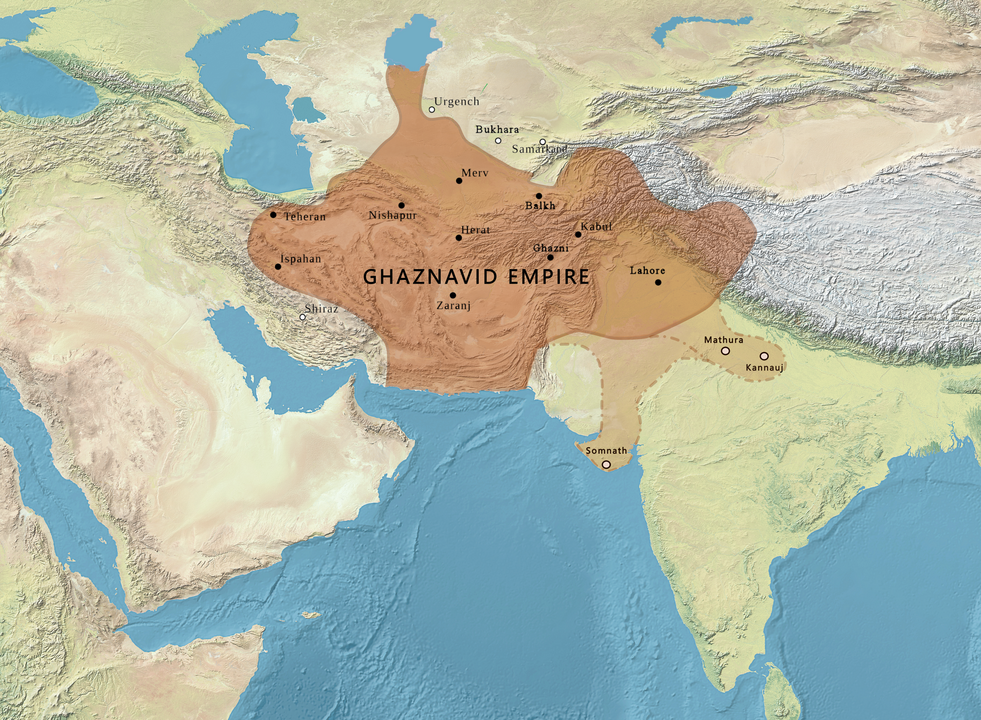 Urgench
Bukhara
Samarkand
Merv
Balkh
Teheran
Nishapur
Herat
Kabul
Ghazni
Ispahan
Lahore
GHAZNAVID EMPIRE
Zaranj
Shiraz
Mathura
Kannauj
Somnath